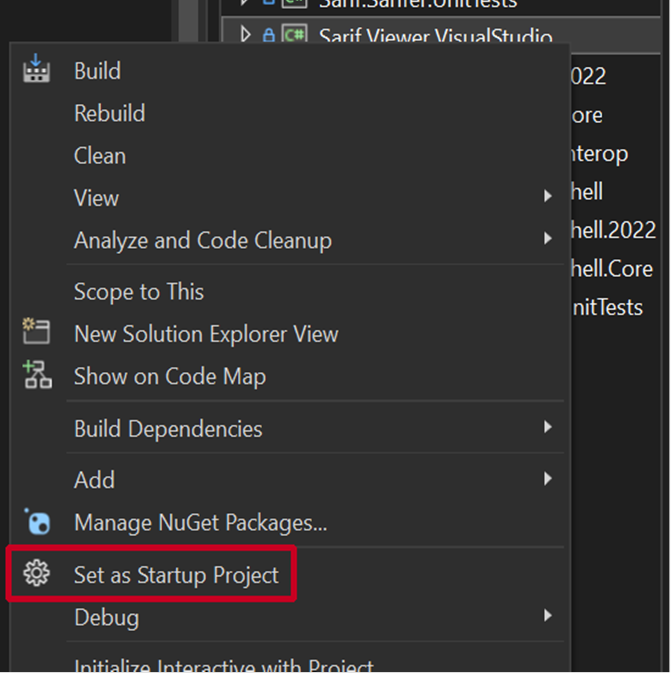 Sarif.Sarifer.UnitTests
Sarif.Viewer.VisualStudio
Build
2022
Rebuild
ore
Clean
nterop
View
hell
Analyze and Code Cleanup
hell.2022
hell.Core
Scope to This
nitTests
New Solution Explorer View
Show on Code Map
Build Dependencies
Add
Manage NuGet Packages...
Set as Startup Project
Debug
Initialize Interactive with Project